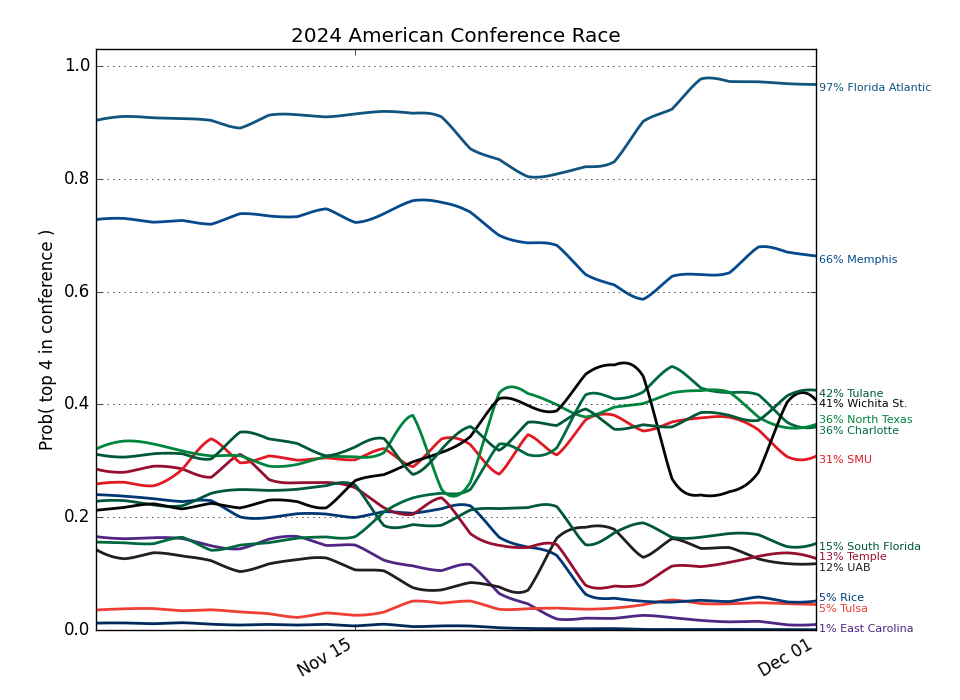 2024 American Conference Race
Prob( top 4 in conference )
1.0
0.8
0.6
0.4
0.2
0.0
Nov 15
Dec 01
97% Florida Atlantic
66% Memphis
42% Tulane
41% Wichita St.
36% North Texas
36% Charlotte
31% SMU
15% South Florida
13% Temple
12% UAB
5% Rice
5% Tulsa
1% East Carolina